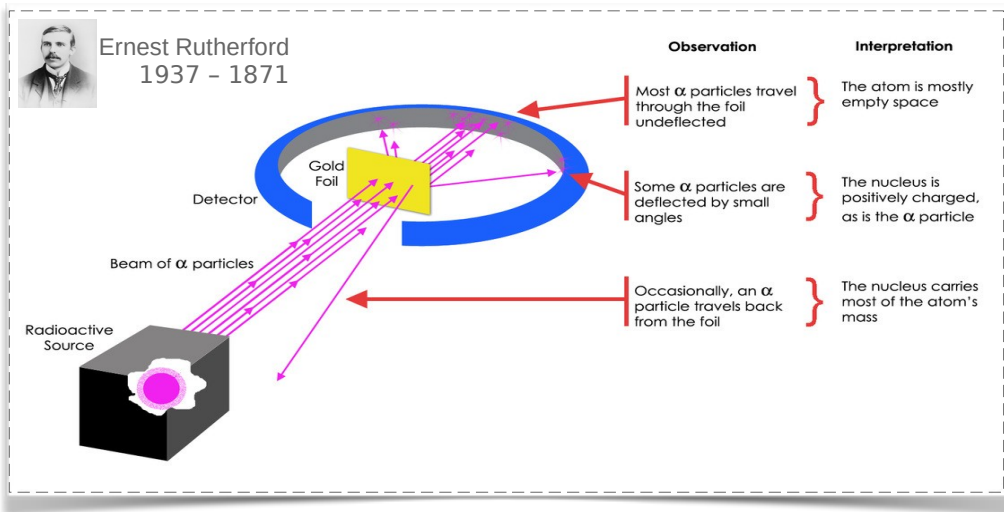 Ernest Rutherford
1937 – 1871
Observation
Interpretation
Most α particles travel
through the foil
undeflected
The atom is mostly
empty space
Gold
Foil
Detector
Some α particles are
deflected by small
angles
The nucleus is
positively charged,
as is the α particle
Beam of α particles
Occasionally, an α
particle travels back
from the foil
The nucleus carries
most of the atom's
mass
Radioactive
Source